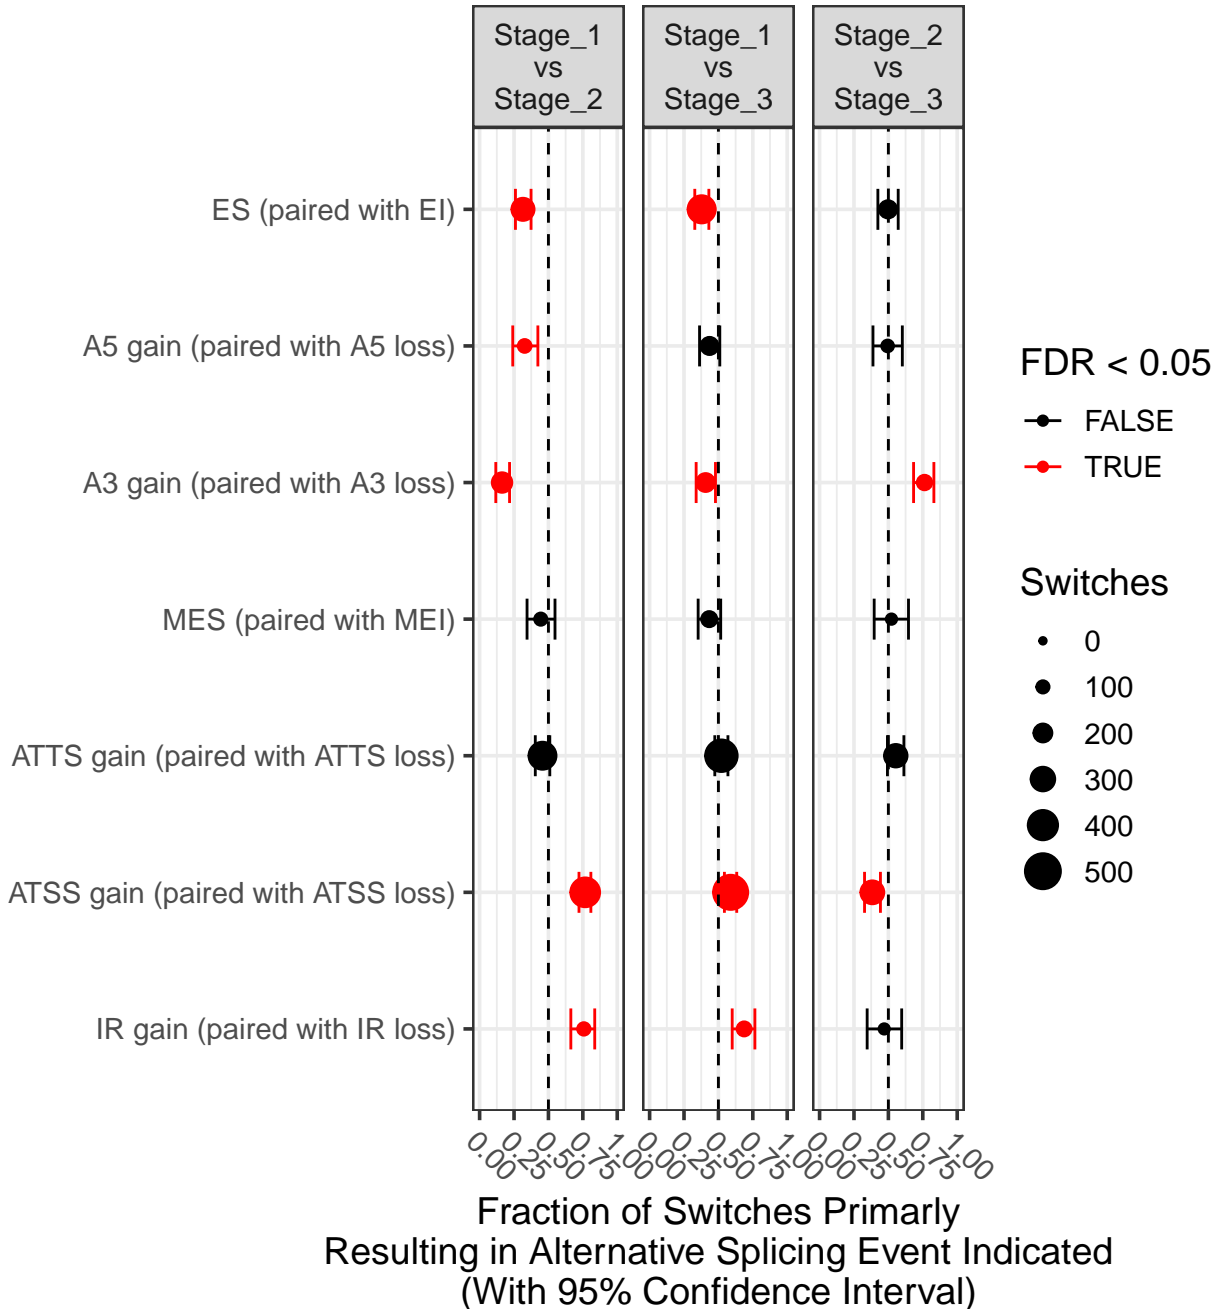 Stage_1
vs
Stage_2
Stage_1
vs
Stage_3
Stage_2
vs
Stage_3
ES (paired with EI)
A5 gain (paired with A5 loss)
A3 gain (paired with A3 loss)
MES (paired with MEI)
ATTS gain (paired with ATTS loss)
ATSS gain (paired with ATSS loss)
IR gain (paired with IR loss)
0.00
0.25
0.50
0.75
1.00
0.00
0.25
0.50
0.75
1.00
0.00
0.25
0.50
0.75
1.00
Fraction of Switches Primarly
Resulting in Alternative Splicing Event Indicated
(With 95% Confidence Interval)
FDR < 0.05
FALSE
TRUE
Switches
0
100
200
300
400
500